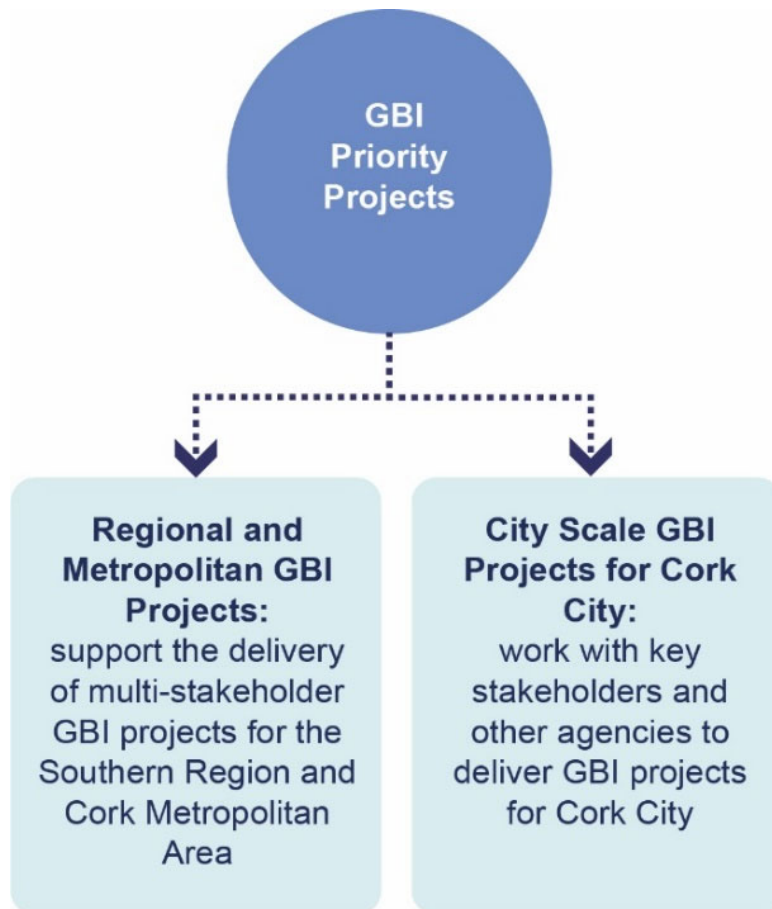 GBI
Priority
Projects
Regional and
Metropolitan GBI
Projects:
support the delivery
of multi-stakeholder
GBI projects for the
Southern Region and
Cork Metropolitan
Area
City Scale GBI
Projects for Cork
City:
work with key
stakeholders and
other agencies to
deliver GBI projects
for Cork City